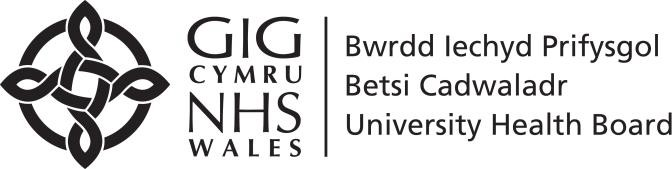 GIG
CYMRU
NHS
WALES
Bwrdd Iechyd Prifysgol
Betsi Cadwaladr
University Health Board